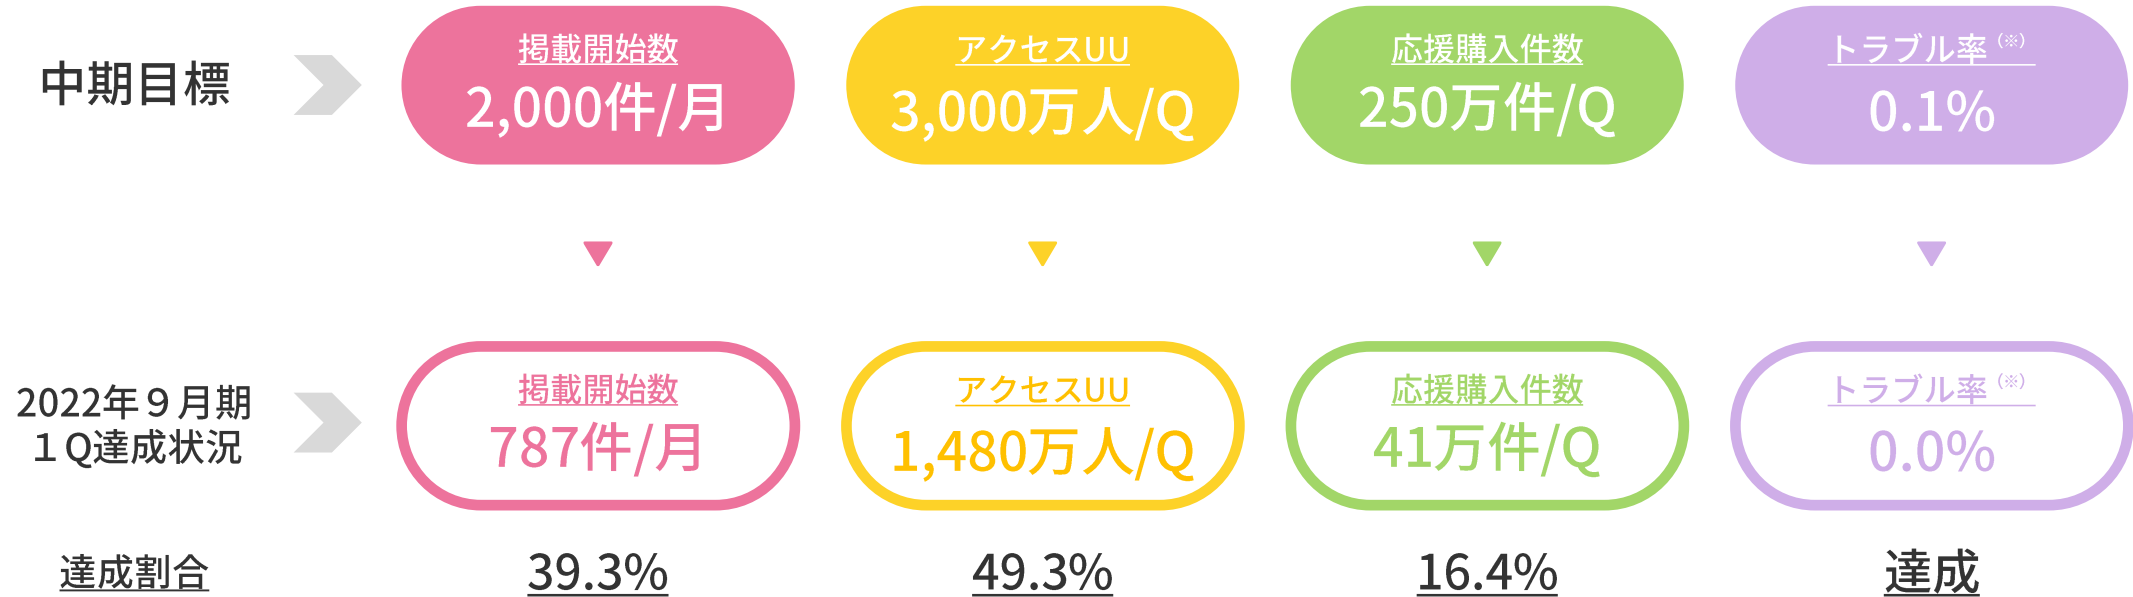 中期目標
掲載開始数
2,000件/月
アクセスUU
3,000万人/Q
応援購入件数
250万件/Q
トラブル率（※）
0.1%
2022年９月期
１Q達成状況
掲載開始数
787件/月
アクセスUU
1,480万人/Q
応援購入件数
41万件/Q
トラブル率（※）
0.0%
達成割合
39.3%
49.3%
16.4%
達成